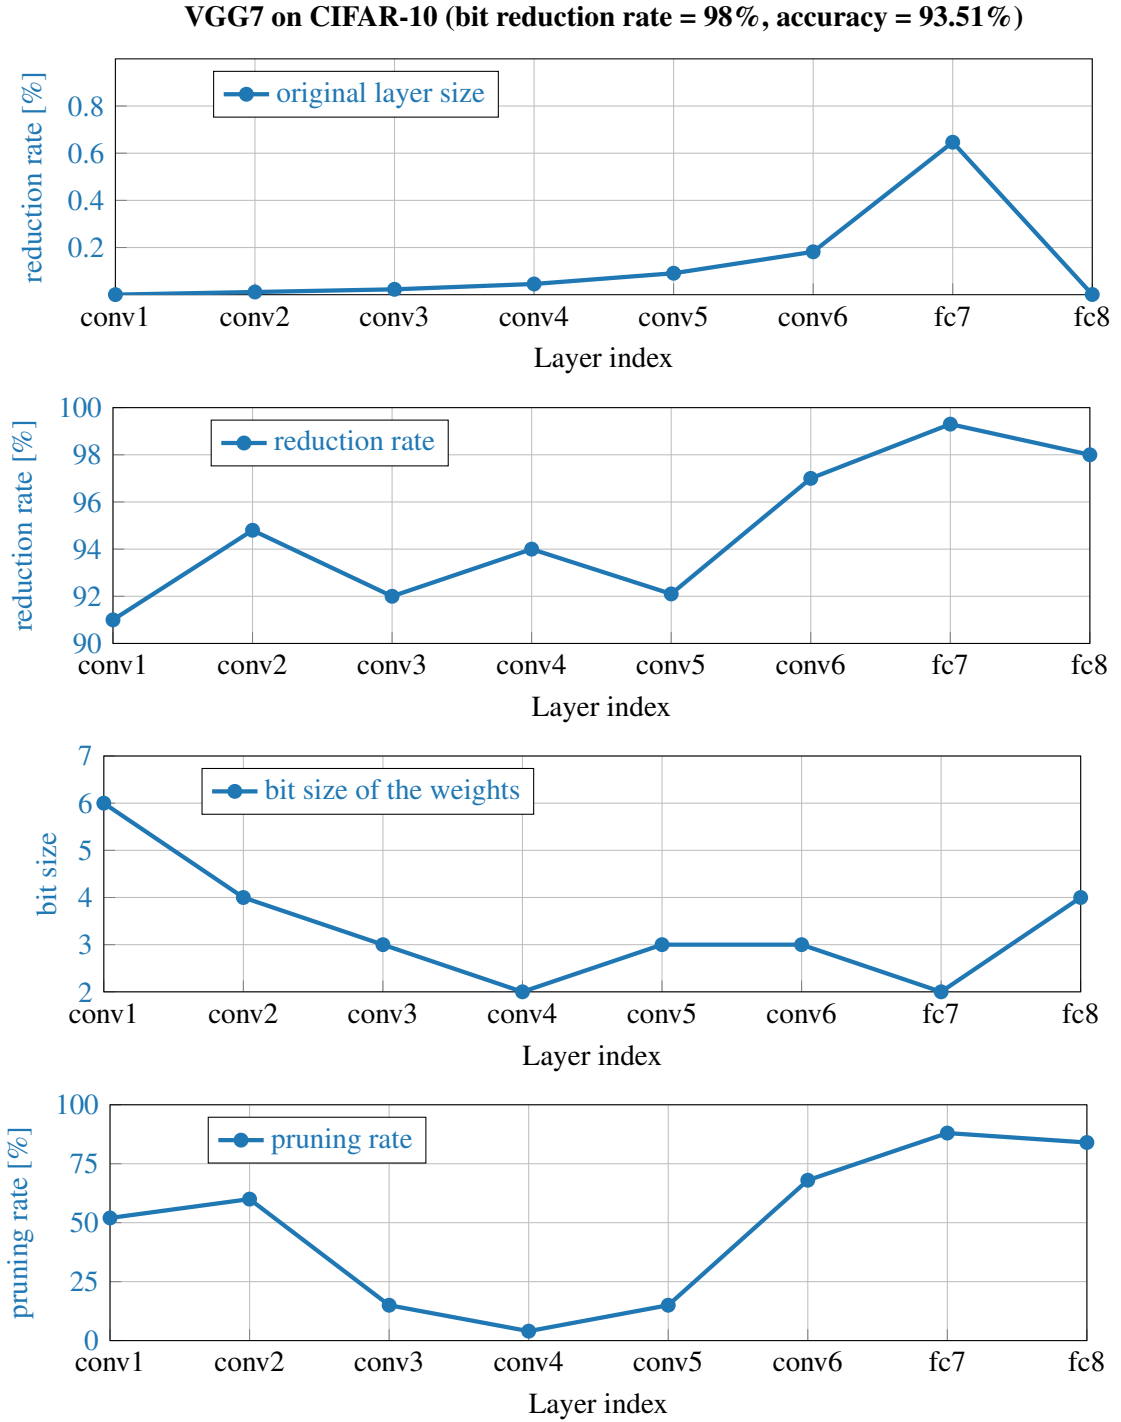 VGG7 on CIFAR-10 (bit reduction rate = 98%, accuracy = 93.51%)
reduction rate [%]
original layer size
0.8
0.6
0.4
0.2
conv1 conv2 conv3 conv4 conv5 conv6 fc7 fc8
Layer index
reduction rate [%]
reduction rate
100
98
96
94
92
90
conv1 conv2 conv3 conv4 conv5 conv6 fc7 fc8
Layer index
bit size
bit size of the weights
7
6
5
4
3
2
conv1 conv2 conv3 conv4 conv5 conv6 fc7 fc8
Layer index
pruning rate [%]
pruning rate
100
75
50
25
0
conv1 conv2 conv3 conv4 conv5 conv6 fc7 fc8
Layer index